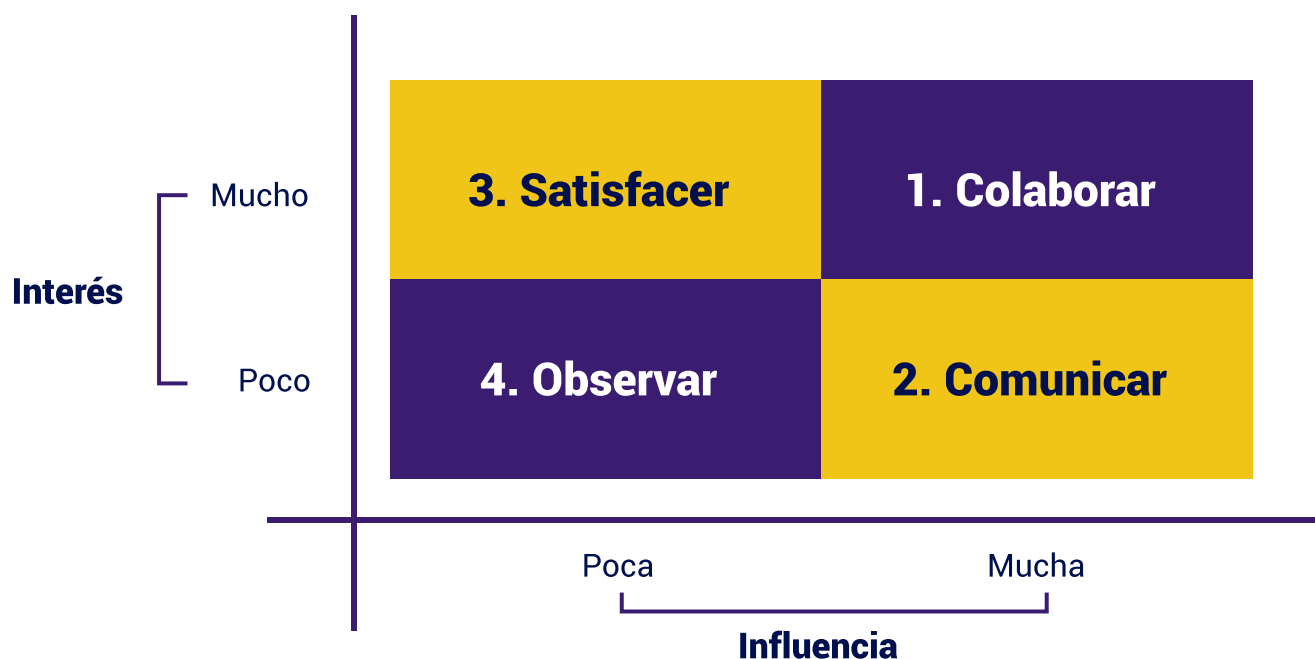 Mucho
3. Satisfacer
1. Colaborar
Interés
Poco
4. Observar
2. Comunicar
Poca
Mucha
Influencia